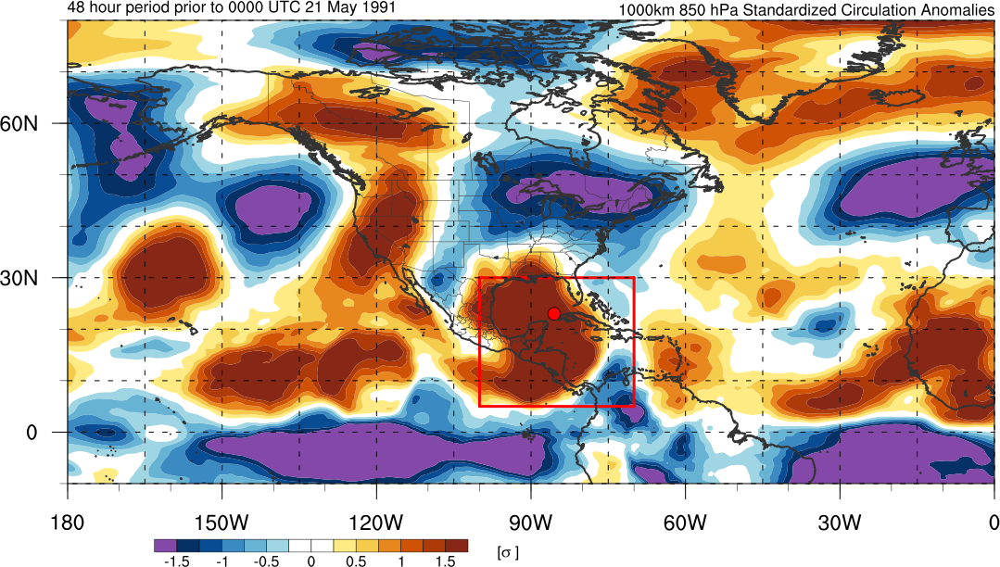 48 hour period prior to 0000 UTC 21 May 1991
1000km 850 hPa Standardized Circulation Anomalies
60N
30N
0
180 150W 120W 90W 60W 30W 0
-1.5 -1 -0.5 0 0.5 1 1.5 [σ]